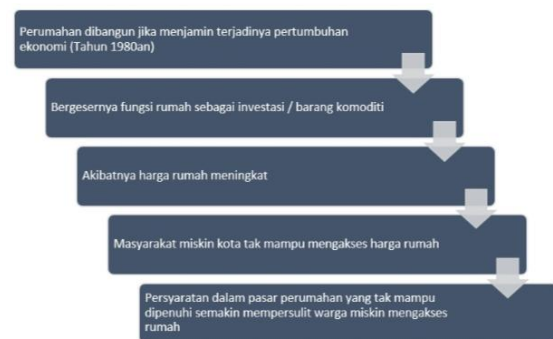 Perumahan dibangun jika menjamin terjadinya pertumbuhan
ekonomi (Tahun 1980an)
Bergesernya fungsi rumah sebagai investasi / barang komoditi
Akibatnya harga rumah meningkat
Masyarakat miskin kota tak mampu mengakses harga rumah
Persyaratan dalam pasar perumahan yang tak mampu
dipenuhi semakin mempersulit warga miskin mengakses
rumah